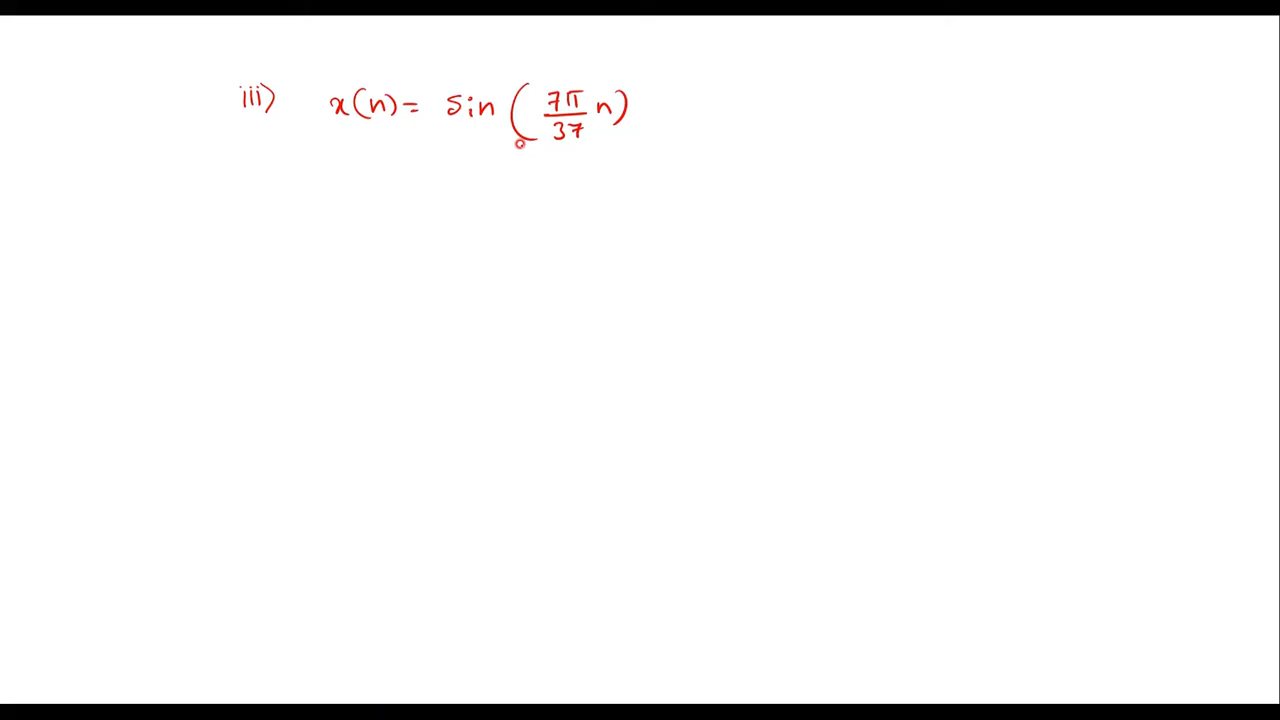 iii) x(n) = sin (7π/37 n)